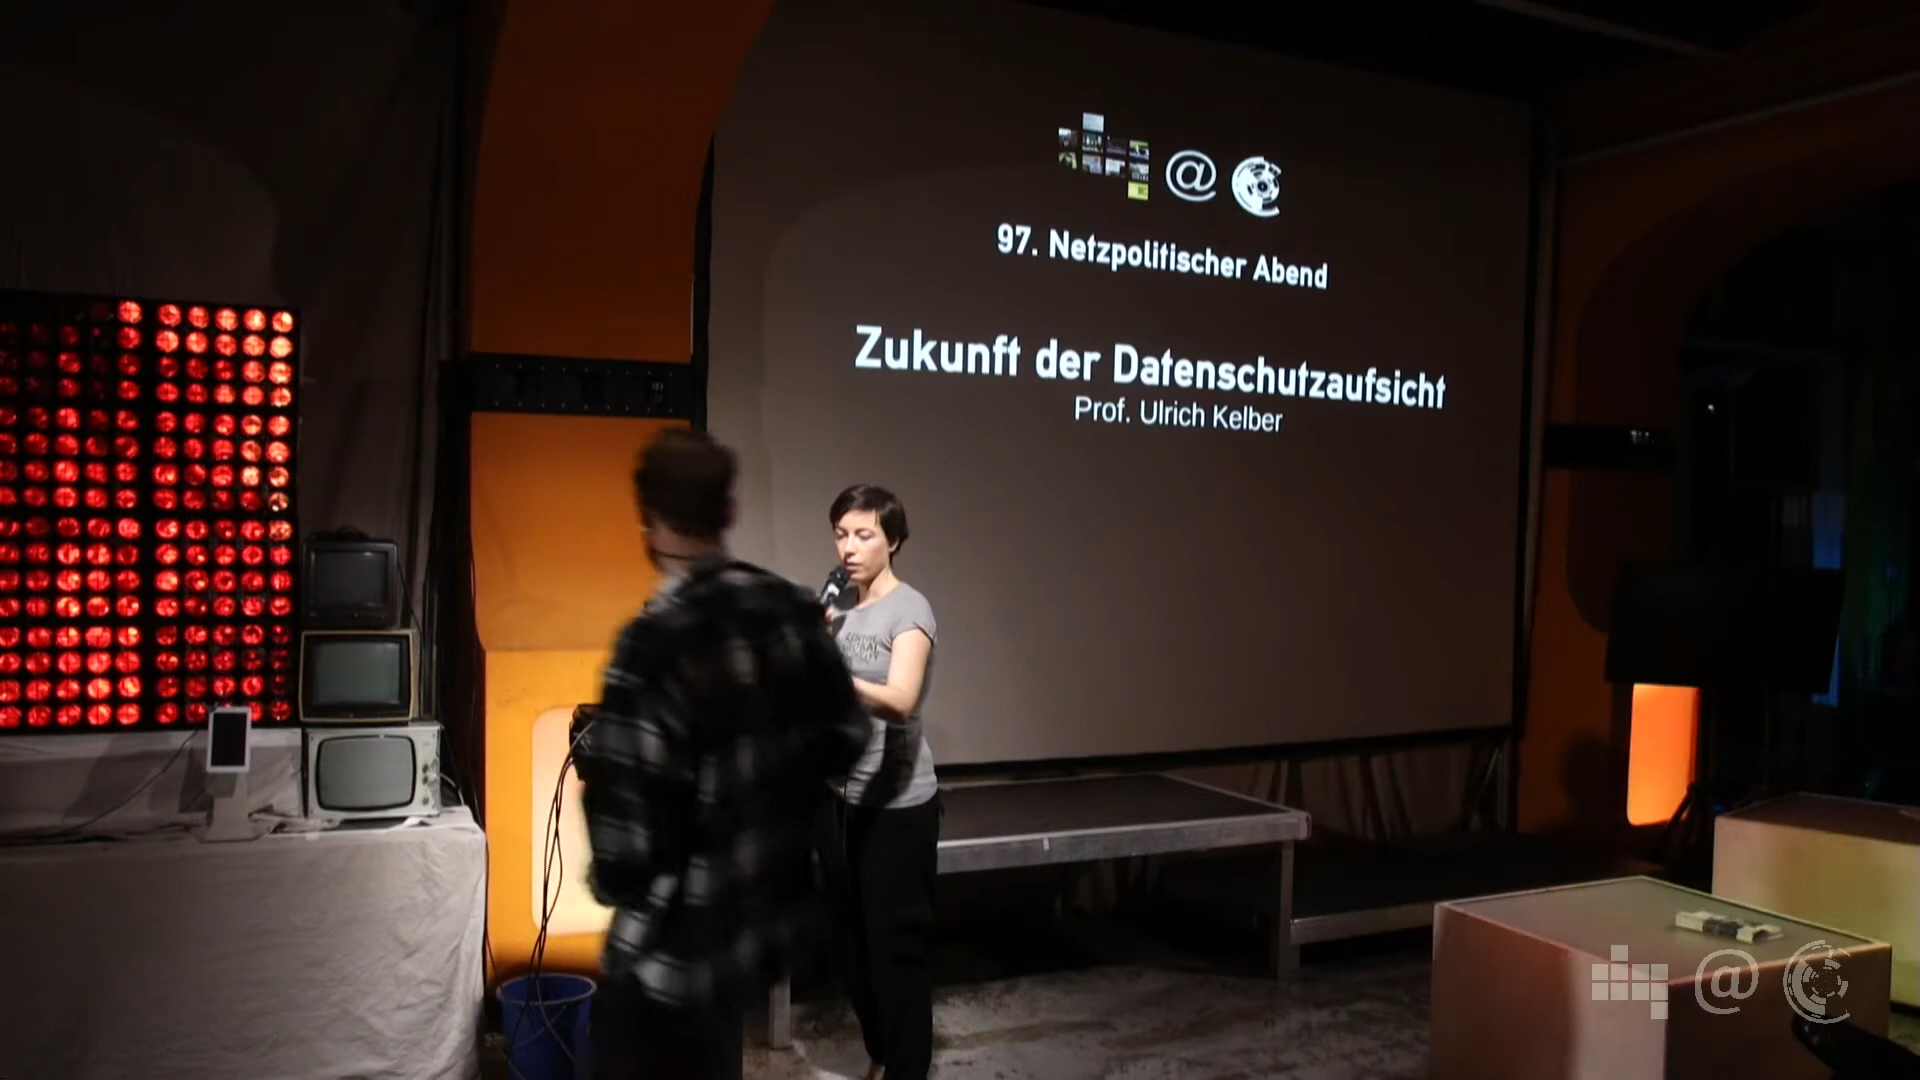 @
97. Netzpolitischer Abend
Zukunft der Datenschutzaufsicht
Prof. Ulrich Kelber
@